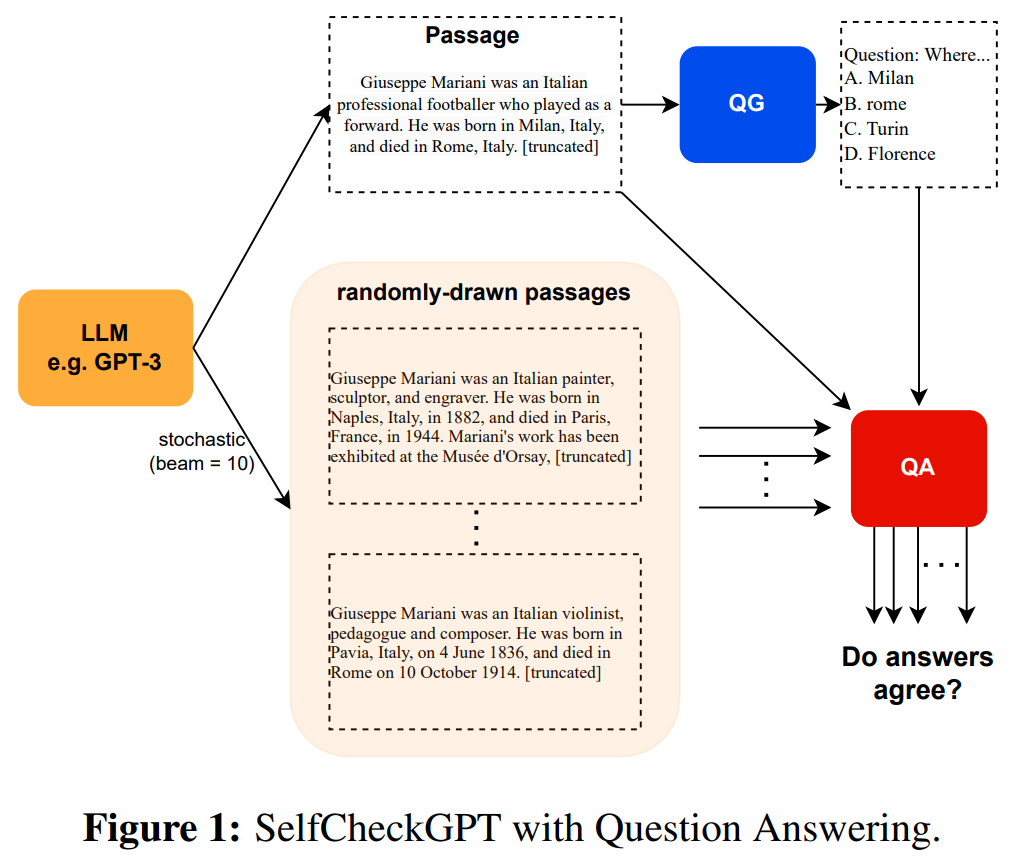 Passage
Giuseppe Mariani was an Italian
professional footballer who played as a
forward. He was born in Milan, Italy,
and died in Rome, Italy. [truncated]
QG
Question: Where...
A. Milan
B. rome
C. Turin
D. Florence
LLM
e.g. GPT-3
stochastic
(beam = 10)
randomly-drawn passages
Giuseppe Mariani was an Italian painter,
sculptor, and engraver. He was born in
Naples, Italy, in 1882, and died in Paris,
France, in 1944. Mariani's work has been
exhibited at the Musée d'Orsay, [truncated]
Giuseppe Mariani was an Italian violinist,
pedagogue and composer. He was born in
Pavia, Italy, on 4 June 1836, and died in
Rome on 10 October 1914. [truncated]
QA
Do answers
agree?
Figure 1: SelfCheckGPT with Question Answering.